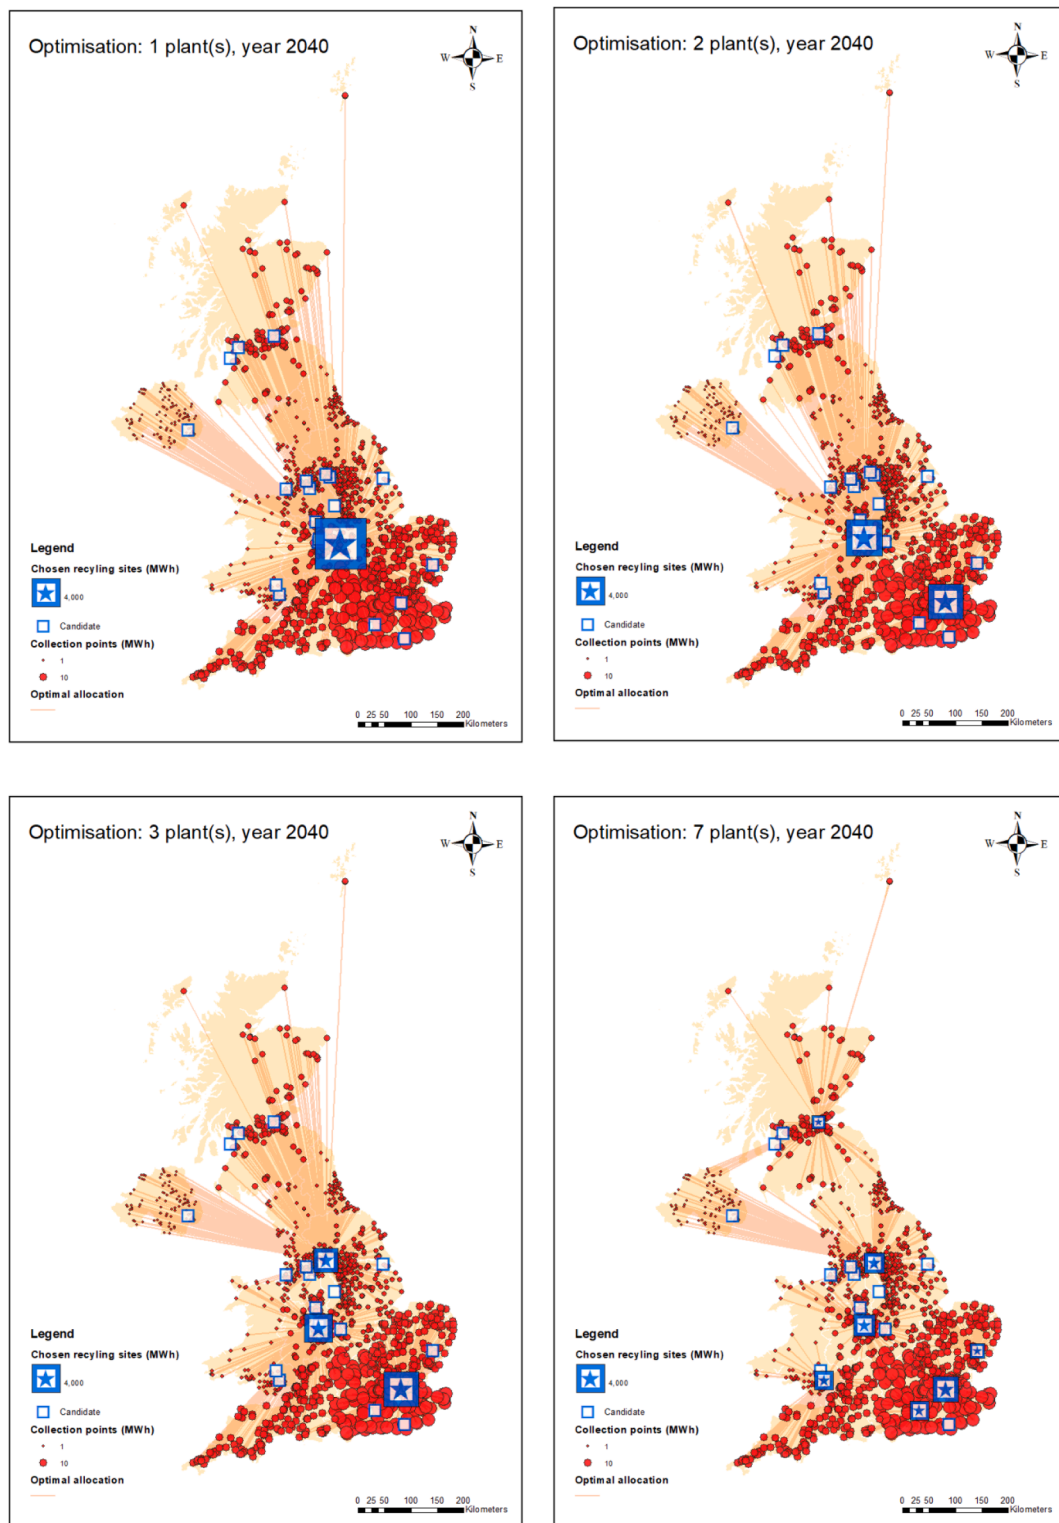 Optimisation: 1 plant(s), year 2040
N
W E
S
Legend
Chosen recyling sites (MWh)
4,000
Candidate
Collection points (MWh)
1
10
Optimal allocation
0 25 50 100 150 200
Kilometers
Optimisation: 2 plant(s), year 2040
N
W E
S
Legend
Chosen recyling sites (MWh)
4,000
Candidate
Collection points (MWh)
1
10
Optimal allocation
0 25 50 100 150 200
Kilometers
Optimisation: 3 plant(s), year 2040
N
W E
S
Legend
Chosen recyling sites (MWh)
4,000
Candidate
Collection points (MWh)
1
10
Optimal allocation
0 25 50 100 150 200
Kilometers
Optimisation: 7 plant(s), year 2040
N
W E
S
Legend
Chosen recyling sites (MWh)
4,000
Candidate
Collection points (MWh)
1
10
Optimal allocation
0 25 50 100 150 200
Kilometers